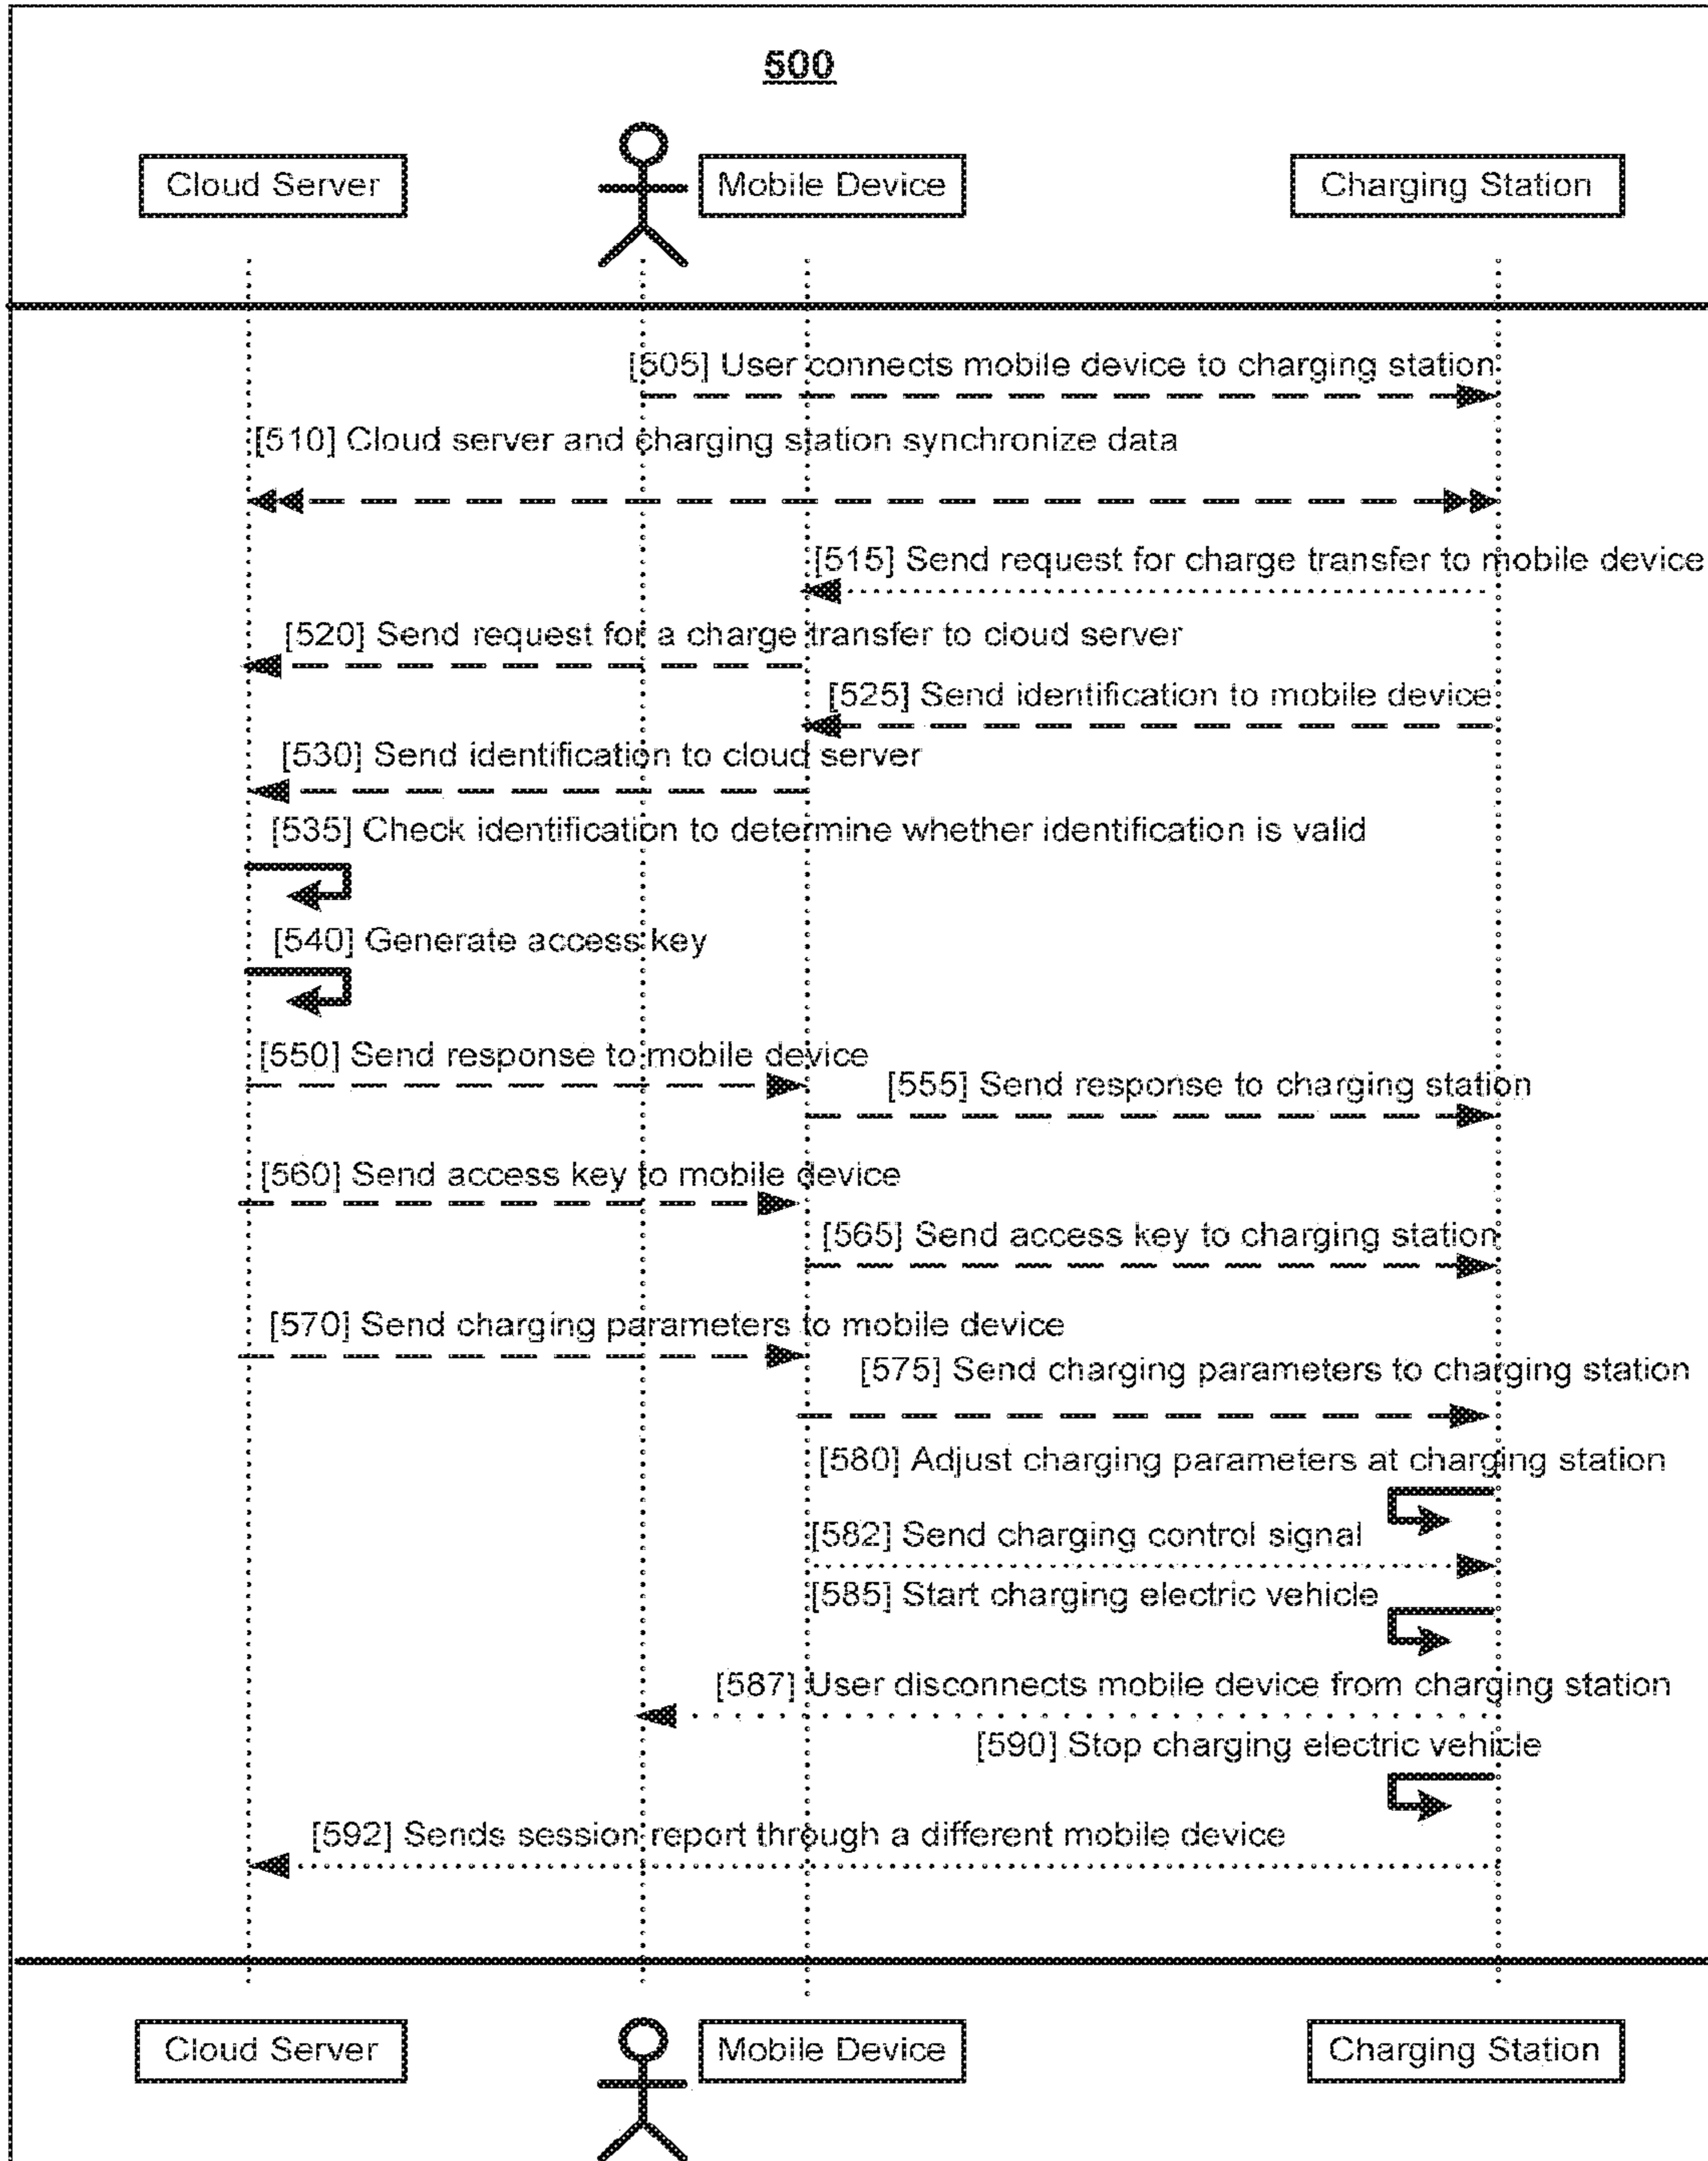 500
Cloud Server
Mobile Device
Charging Station
[505] User connects mobile device to charging station
[510] Cloud server and charging station synchronize data
[515] Send request for charge transfer to mobile device
[520] Send request for a charge transfer to cloud server
[525] Send identification to mobile device
[530] Send identification to cloud server
[535] Check identification to determine whether identification is valid
[540] Generate access key
[550] Send response to mobile device
[555] Send response to charging station
[560] Send access key to mobile device
[565] Send access key to charging station
[570] Send charging parameters to mobile device
[575] Send charging parameters to charging station
[580] Adjust charging parameters at charging station
[582] Send charging control signal
[585] Start charging electric vehicle
[587] User disconnects mobile device from charging station
[590] Stop charging electric vehicle
[592] Sends session report through a different mobile device
Cloud Server
Mobile Device
Charging Station